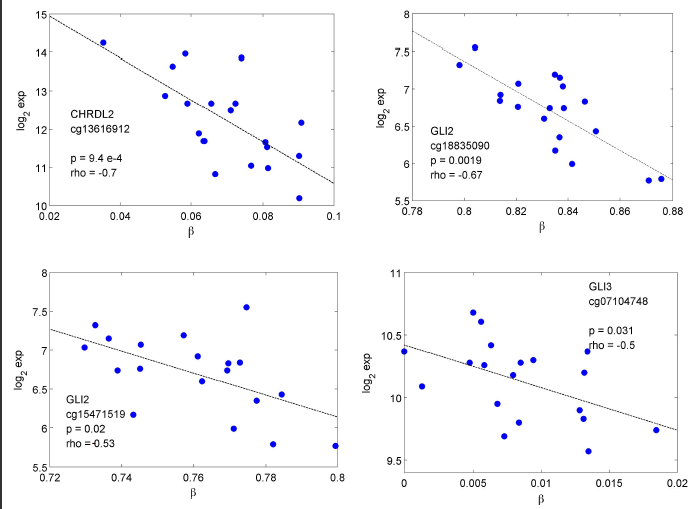 15
14
13
12
11
10
log2 exp
CHRDL2
cg13616912
p = 9.4 e-4
rho = -0.7
0.02 0.04 0.06 0.08 0.1
β
8
7.5
7
6.5
6
5.5
log2 exp
GLI2
cg18835090
p = 0.0019
rho = -0.67
0.78 0.8 0.82 0.84 0.86 0.88
β
8
7.5
7
6.5
6
5.5
log2 exp
GLI2
cg15471519
p = 0.02
rho = -0.53
0.72 0.74 0.76 0.78 0.8
β
11
10.5
10
9.5
log2 exp
GLI3
cg07104748
p = 0.031
rho = -0.5
0 0.005 0.01 0.015 0.02
β